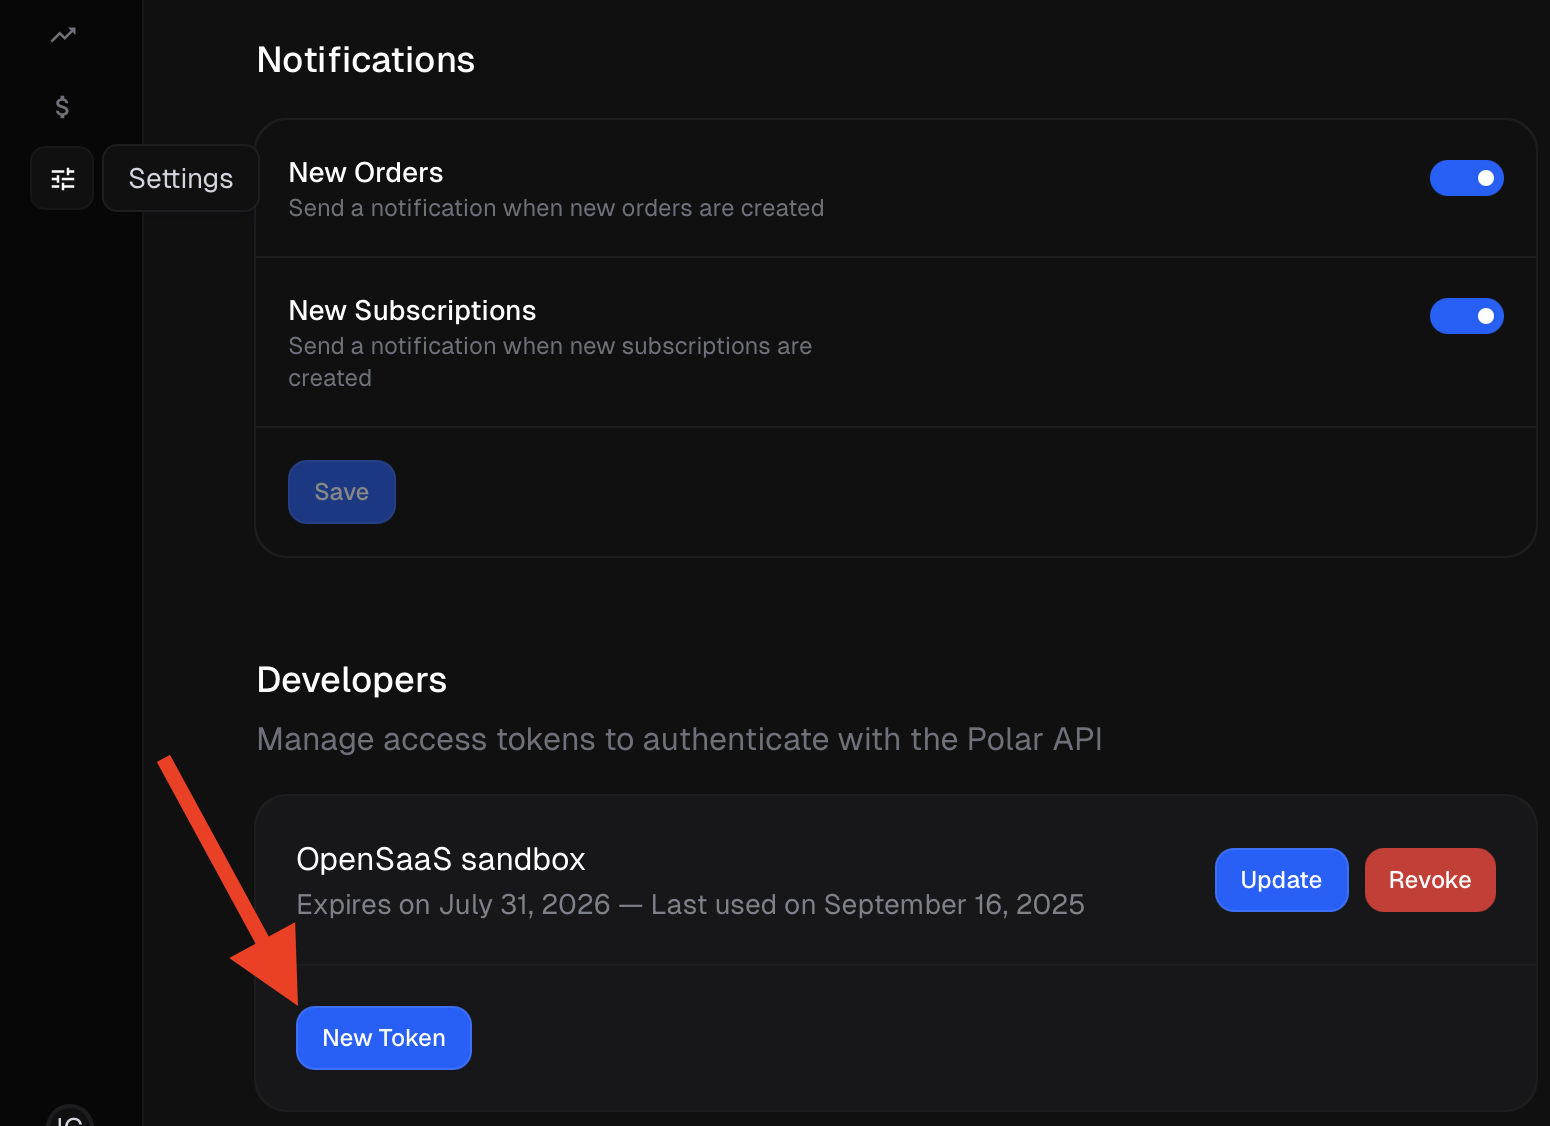 Notifications
$
Settings
New Orders
Send a notification when new orders are created
New Subscriptions
Send a notification when new subscriptions are
created
Save
Developers
Manage access tokens to authenticate with the Polar API
OpenSaaS sandbox
Expires on July 31, 2026 — Last used on September 16, 2025
Update
Revoke
New Token